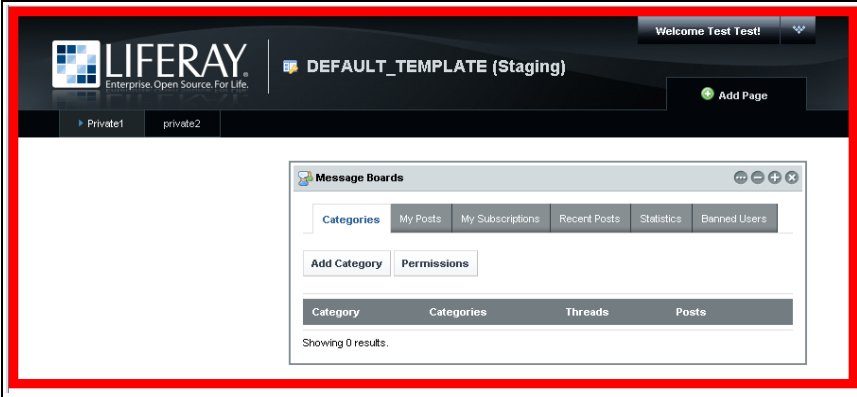 Welcome Test Test!
LIFERAY.
Enterprise. Open Source. For Life.
DEFAULT_TEMPLATE (Staging)
Add Page
Private1 private2
Message Boards
Categories My Posts My Subscriptions Recent Posts Statistics Banned Users
Add Category Permissions
Category Categories Threads Posts
Showing 0 results.